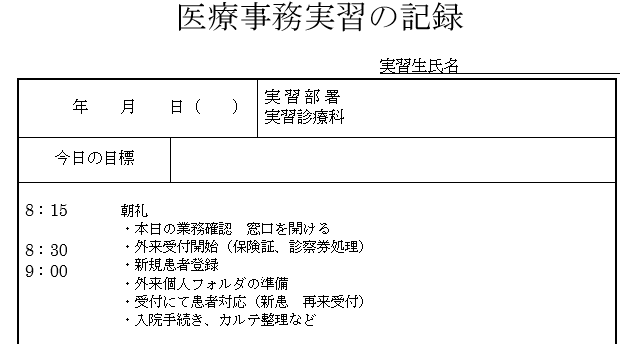 医療事務実習の記録
実習生氏名
年　月　日（　）
実習部署
実習診療科
今日の目標
8：15　朝礼
・本日の業務確認　窓口を開ける
8：30　・外来受付開始（保険証、診察券処理）
9：00　・新規患者登録
・外来個人フォルダの準備
・受付にて患者対応（新患　再来受付）
・入院手続き、カルテ整理など